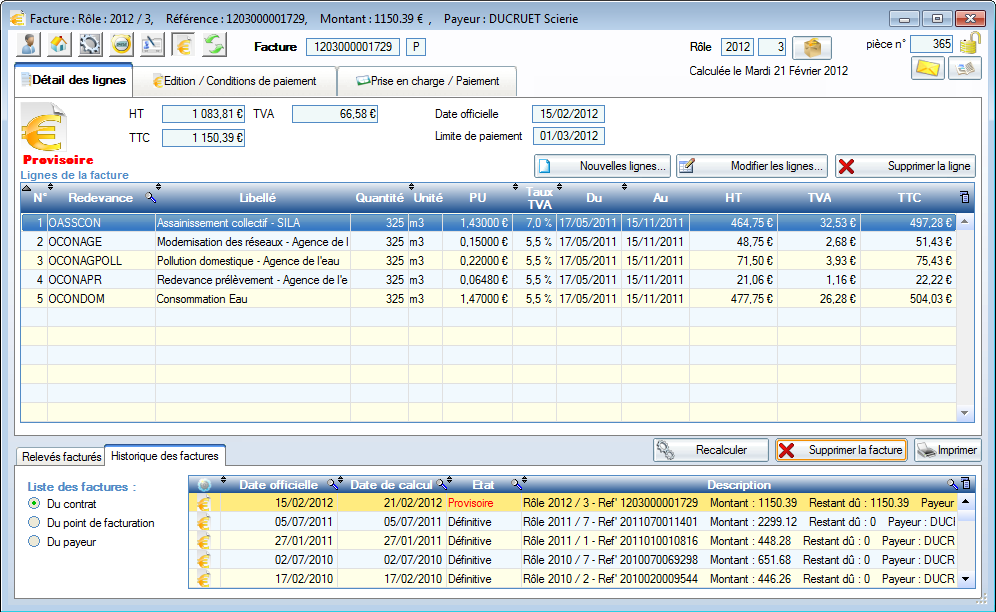 Facture : Rôle : 2012 / 3, Référence : 1203000001729, Montant : 1150.39 € , Payeur : DUCRUET Scierie
Facture 1203000001729 P Rôle 2012 3 pièce n° 365
Calculée le Mardi 21 Février 2012
Détail des lignes Edition / Conditions de paiement Prise en charge / Paiement
HT 1 083,81 € TVA 66,58 € Date officielle 15/02/2012
TTC 1 150,39 € Limite de paiement 01/03/2012
Provisoire
Lignes de la facture
Nouvelles lignes... Modifier les lignes... Supprimer la ligne
N° Redevance Libellé Quantité Unité PU Taux TVA Du Au HT TVA TTC
1 OASSCON Assainissement collectif - SILA 325 m3 1,43000 € 7,0 % 17/05/2011 15/11/2011 464,75 € 32,53 € 497,28 €
2 OCONAGE Modernisation des réseaux - Agence de l 325 m3 0,15000 € 5,5 % 17/05/2011 15/11/2011 48,75 € 2,68 € 51,43 €
3 OCONAGPOLL Pollution domestique - Agence de l'eau 325 m3 0,22000 € 5,5 % 17/05/2011 15/11/2011 71,50 € 3,93 € 75,43 €
4 OCONAPR Redevance prélèvement - Agence de l'e 325 m3 0,06480 € 5,5 % 17/05/2011 15/11/2011 21,06 € 1,16 € 22,22 €
5 OCONDOM Consommation Eau 325 m3 1,47000 € 5,5 % 17/05/2011 15/11/2011 477,75 € 26,28 € 504,03 €
Recalculer Supprimer la facture Imprimer
Relevés facturés Historique des factures
Liste des factures :
Du contrat
Du point de facturation
Du payeur
Date officielle Date de calcul Etat Description
15/02/2012 21/02/2012 Provisoire Rôle 2012 / 3 - Ref° 1203000001729 Montant : 1150.39 Restant dû : 1150.39 Payeur
05/07/2011 05/07/2011 Définitive Rôle 2011 / 7 - Ref° 2011070011401 Montant : 2299.12 Restant dû : 0 Payeur : DUCI
27/01/2011 27/01/2011 Définitive Rôle 2011 / 1 - Ref° 2011010010816 Montant : 448.28 Restant dû : 0 Payeur : DUCR
02/07/2010 02/07/2010 Définitive Rôle 2010 / 7 - Ref° 2010070069298 Montant : 651.68 Restant dû : 0 Payeur : DUCR
17/02/2010 17/02/2010 Définitive Rôle 2010 / 2 - Ref° 2010020009544 Montant : 446.26 Restant dû : 0 Payeur : DUCR